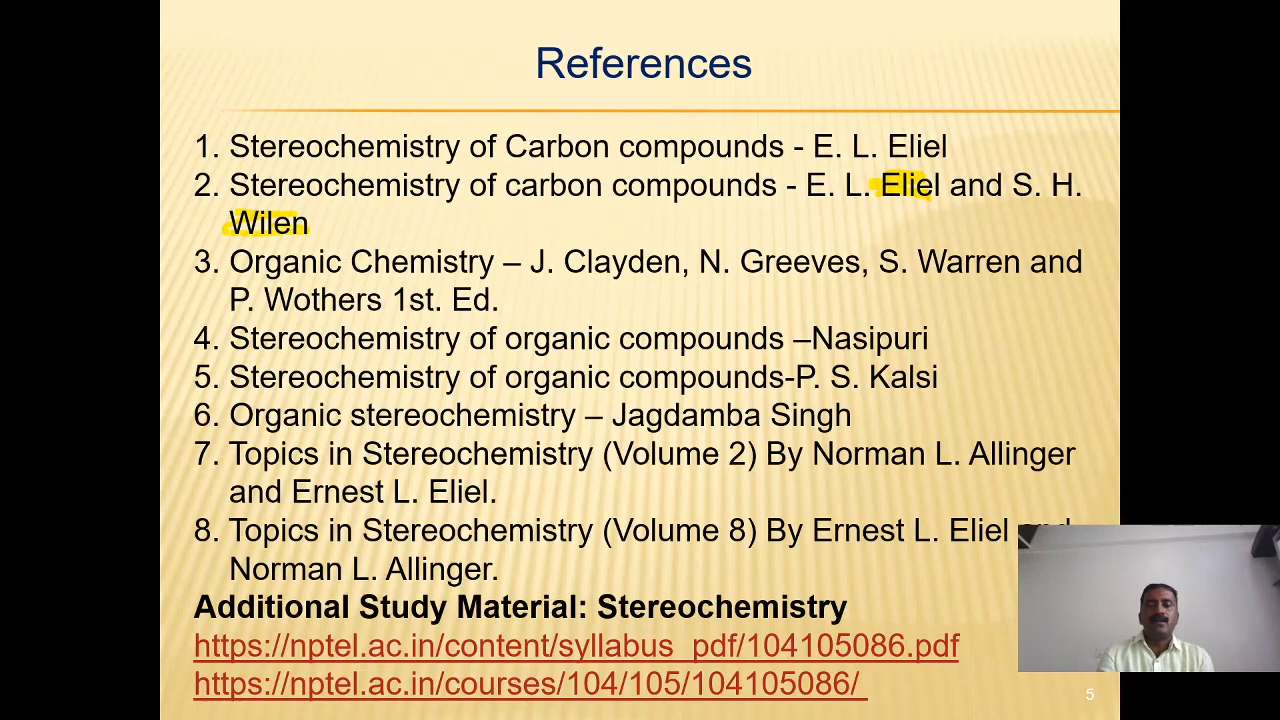 References
1. Stereochemistry of Carbon compounds - E. L. Eliel
2. Stereochemistry of carbon compounds - E. L. Eliel and S. H.
Wilen
3. Organic Chemistry – J. Clayden, N. Greeves, S. Warren and
P. Wothers 1st. Ed.
4. Stereochemistry of organic compounds –Nasipuri
5. Stereochemistry of organic compounds-P. S. Kalsi
6. Organic stereochemistry – Jagdamba Singh
7. Topics in Stereochemistry (Volume 2) By Norman L. Allinger
and Ernest L. Eliel.
8. Topics in Stereochemistry (Volume 8) By Ernest L. Eliel and
Norman L. Allinger.
Additional Study Material: Stereochemistry
https://nptel.ac.in/content/syllabus_pdf/104105086.pdf
https://nptel.ac.in/courses/104/105/104105086/
5